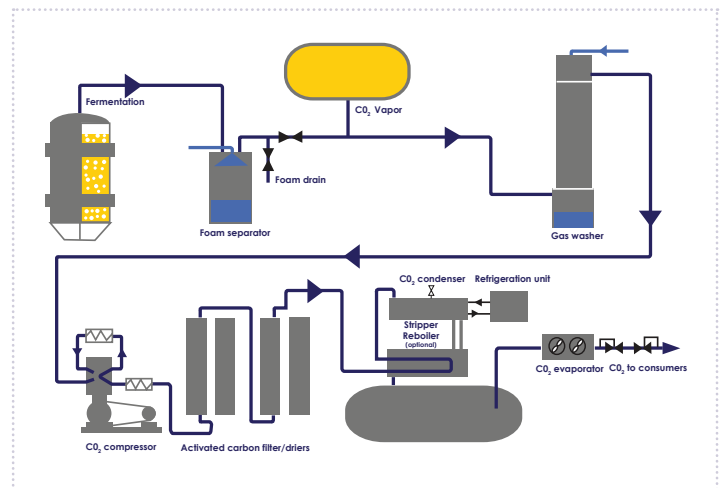 Fermentation
C0₂ Vapor
Foam drain
Foam separator
Gas washer
C0₂ condenser
Refrigeration unit
Stripper
Reboiler
(optional)
C0₂ evaporator
C0₂ to consumers
C0₂ compressor
Activated carbon filter/driers